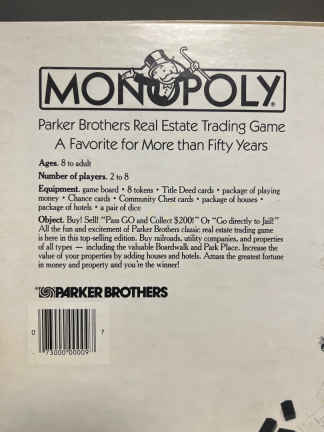 MONOPOLY®
Parker Brothers Real Estate Trading Game
A Favorite for More than Fifty Years
Ages. 8 to adult
Number of players. 2 to 8
Equipment. game board • 8 tokens • Title Deed cards • package of playing
money • Chance cards • Community Chest cards • package of houses •
package of hotels • a pair of dice
Object. Buy! Sell! "Pass GO and Collect $200!" Or "Go directly to Jail!"
All the fun and excitement of Parker Brothers classic real estate trading game
is here in this top-selling edition. Buy railroads, utility companies, and properties
of all types — including the valuable Boardwalk and Park Place. Increase the
value of your properties by adding houses and hotels. Amass the greatest fortune
in money and property and you're the winner!
PARKER BROTHERS
0 73000 00009 7